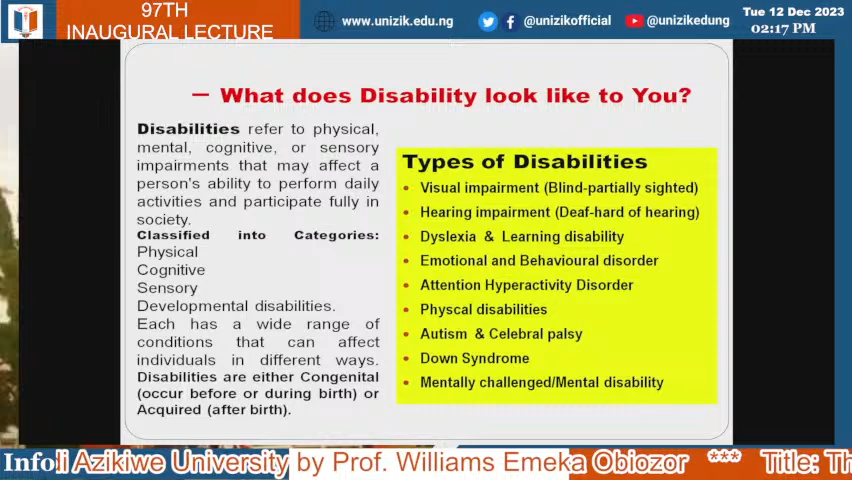 97TH
INAUGURAL LECTURE
www.unizik.edu.ng
@unizikofficial
@unizikedung
Tue 12 Dec 2023
02:17 PM
– What does Disability look like to You?
Disabilities refer to physical,
mental, cognitive, or sensory
impairments that may affect a
person's ability to perform daily
activities and participate fully in
society.
Classified into Categories:
Physical
Cognitive
Sensory
Developmental disabilities.
Each has a wide range of
conditions that can affect
individuals in different ways.
Disabilities are either Congenital
(occur before or during birth) or
Acquired (after birth).
Types of Disabilities
• Visual impairment (Blind-partially sighted)
• Hearing impairment (Deaf-hard of hearing)
• Dyslexia & Learning disability
• Emotional and Behavioural disorder
• Attention Hyperactivity Disorder
• Physcal disabilities
• Autism & Celebral palsy
• Down Syndrome
• Mentally challenged/Mental disability
Info
di Azikiwe University by Prof. Williams Emeka Obiozor *** Title: Th